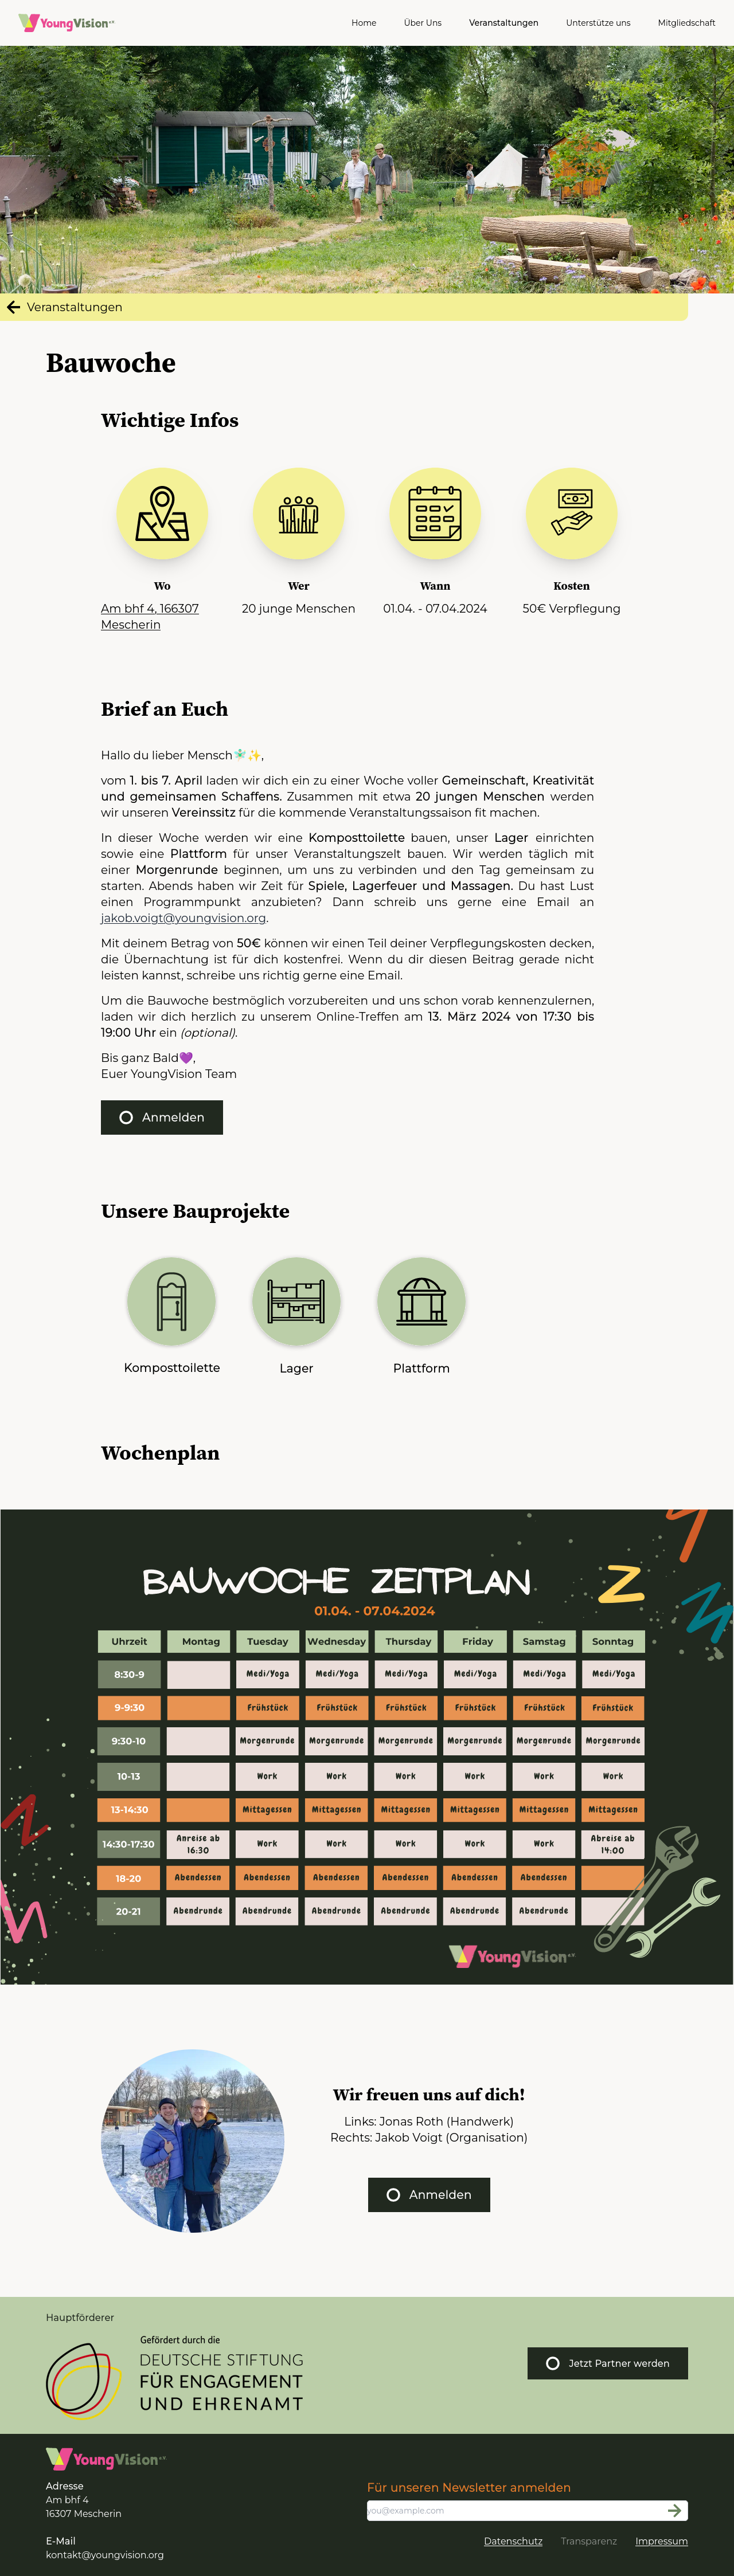 YoungVision e.V.
Home Über Uns Veranstaltungen Unterstütze uns Mitgliedschaft
Veranstaltungen
Bauwoche
Wichtige Infos
Wo Wer Wann Kosten
Am bhf 4, 166307 20 junge Menschen 01.04. - 07.04.2024 50€ Verpflegung
Mescherin
Brief an Euch
Hallo du lieber Mensch🧚✨,
vom 1. bis 7. April laden wir dich ein zu einer Woche voller Gemeinschaft, Kreativität
und gemeinsamen Schaffens. Zusammen mit etwa 20 jungen Menschen werden
wir unseren Vereinssitz für die kommende Veranstaltungssaison fit machen.
In dieser Woche werden wir eine Komposttoilette bauen, unser Lager einrichten
sowie eine Plattform für unser Veranstaltungszelt bauen. Wir werden täglich mit
einer Morgenrunde beginnen, um uns zu verbinden und den Tag gemeinsam zu
starten. Abends haben wir Zeit für Spiele, Lagerfeuer und Massagen. Du hast Lust
einen Programmpunkt anzubieten? Dann schreib uns gerne eine Email an
jakob.voigt@youngvision.org.
Mit deinem Betrag von 50€ können wir einen Teil deiner Verpflegungskosten decken,
die Übernachtung ist für dich kostenfrei. Wenn du dir diesen Beitrag gerade nicht
leisten kannst, schreibe uns richtig gerne eine Email.
Um die Bauwoche bestmöglich vorzubereiten und uns schon vorab kennenzulernen,
laden wir dich herzlich zu unserem Online-Treffen am 13. März 2024 von 17:30 bis
19:00 Uhr ein (optional).
Bis ganz Bald💜,
Euer YoungVision Team
Anmelden
Unsere Bauprojekte
Komposttoilette Lager Plattform
Wochenplan
BAUWOCHE ZEITPLAN
01.04. - 07.04.2024
Uhrzeit Montag Tuesday Wednesday Thursday Friday Samstag Sonntag
8:30-9 Medi/Yoga Medi/Yoga Medi/Yoga Medi/Yoga Medi/Yoga Medi/Yoga
9-9:30 Frühstück Frühstück Frühstück Frühstück Frühstück Frühstück
9:30-10 Morgenrunde Morgenrunde Morgenrunde Morgenrunde Morgenrunde Morgenrunde
10-13 Work Work Work Work Work Work
13-14:30 Mittagessen Mittagessen Mittagessen Mittagessen Mittagessen Mittagessen
14:30-17:30 Anreise ab 16:30 Work Work Work Work Work Abreise ab 14:00
18-20 Abendessen Abendessen Abendessen Abendessen Abendessen Abendessen
20-21 Abendrunde Abendrunde Abendrunde Abendrunde Abendrunde Abendrunde
YoungVision e.V.
Wir freuen uns auf dich!
Links: Jonas Roth (Handwerk)
Rechts: Jakob Voigt (Organisation)
Anmelden
Hauptförderer
Gefördert durch die
DEUTSCHE STIFTUNG
FÜR ENGAGEMENT
UND EHRENAMT
Jetzt Partner werden
YoungVision e.V.
Adresse
Am bhf 4
16307 Mescherin
E-Mail
kontakt@youngvision.org
Für unseren Newsletter anmelden
you@example.com
Datenschutz Transparenz Impressum